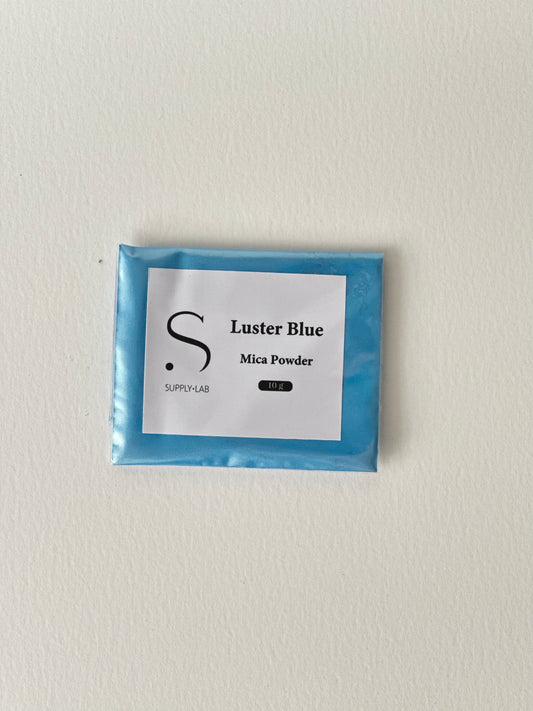 S
SUPPLY•LAB
Luster Blue
Mica Powder
10 g